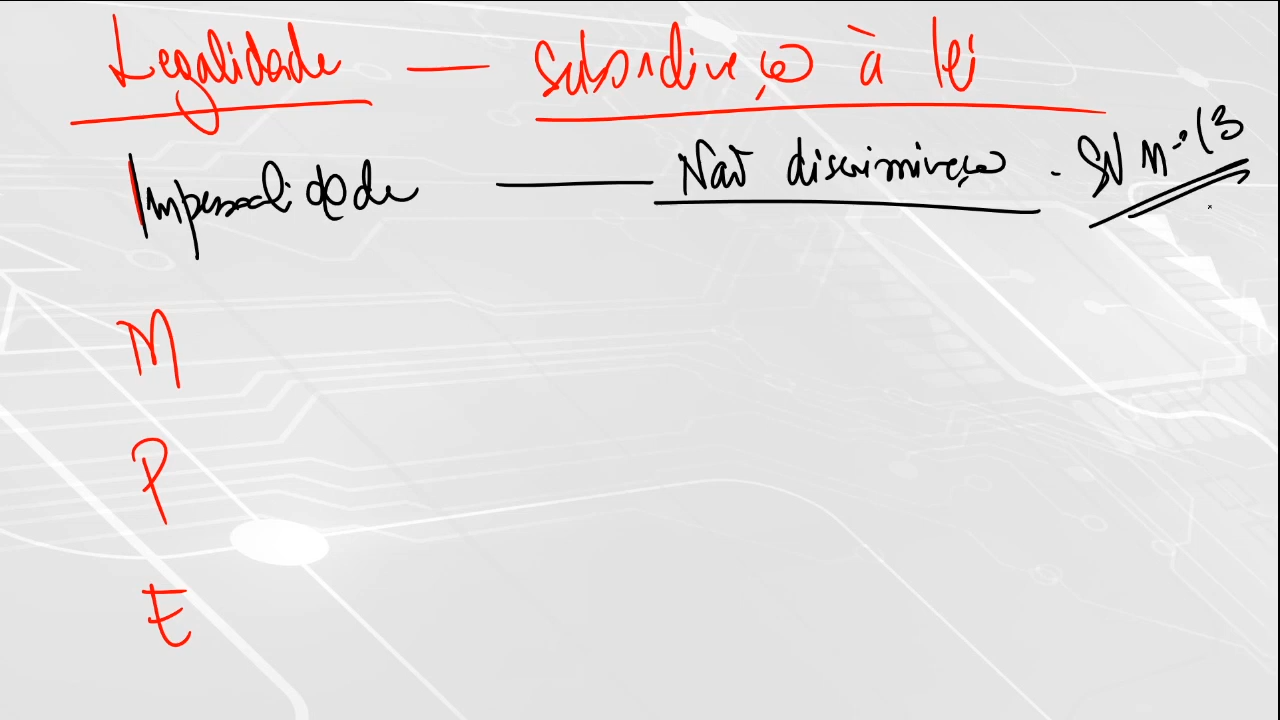 Legalidade — subordinação à lei
Impessoalidade — Não discriminação . SV nº 13
M
P
E